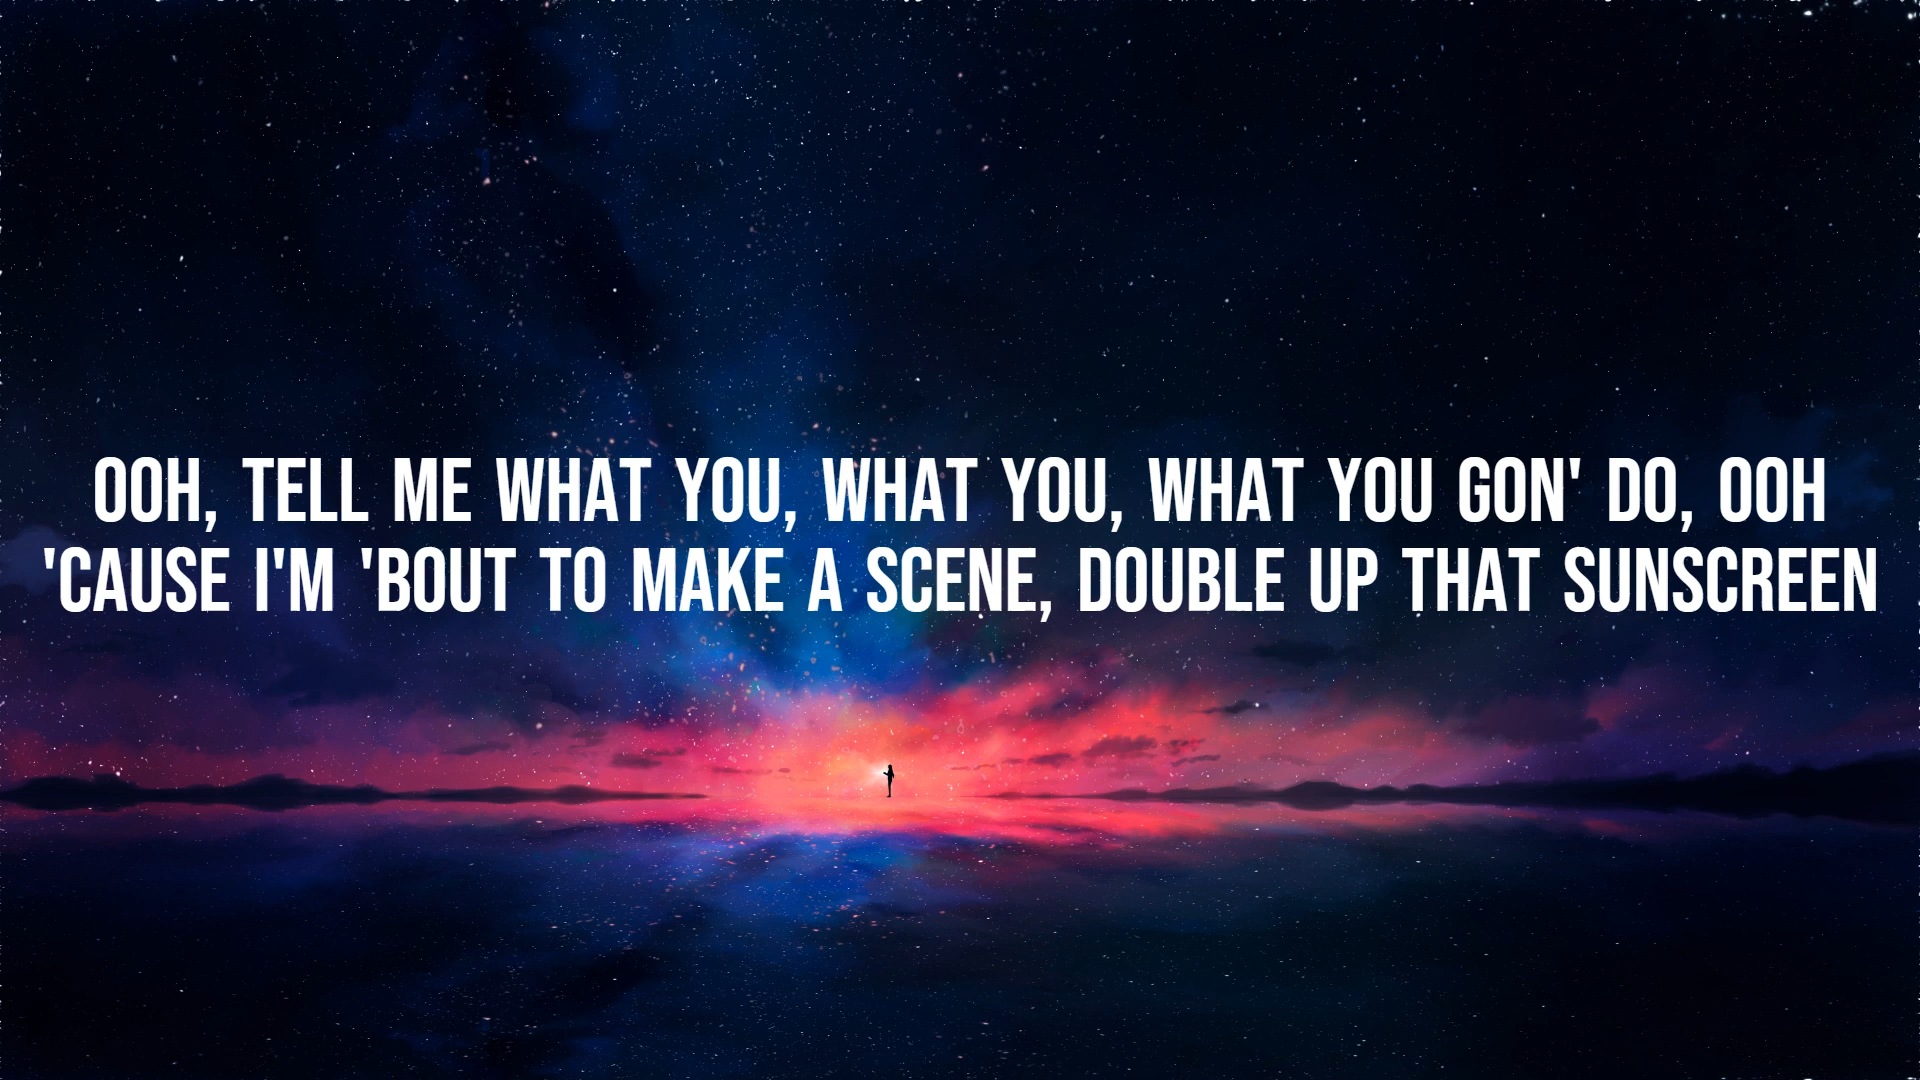 OOH, TELL ME WHAT YOU, WHAT YOU, WHAT YOU GON' DO, OOH
'CAUSE I'M 'BOUT TO MAKE A SCENE, DOUBLE UP THAT SUNSCREEN